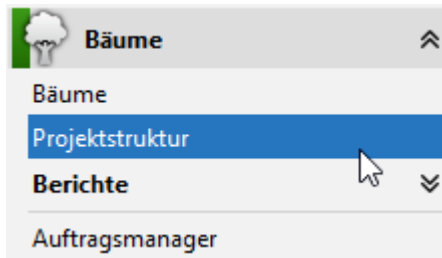 Bäume
Bäume
Projektstruktur
Berichte
Auftragsmanager